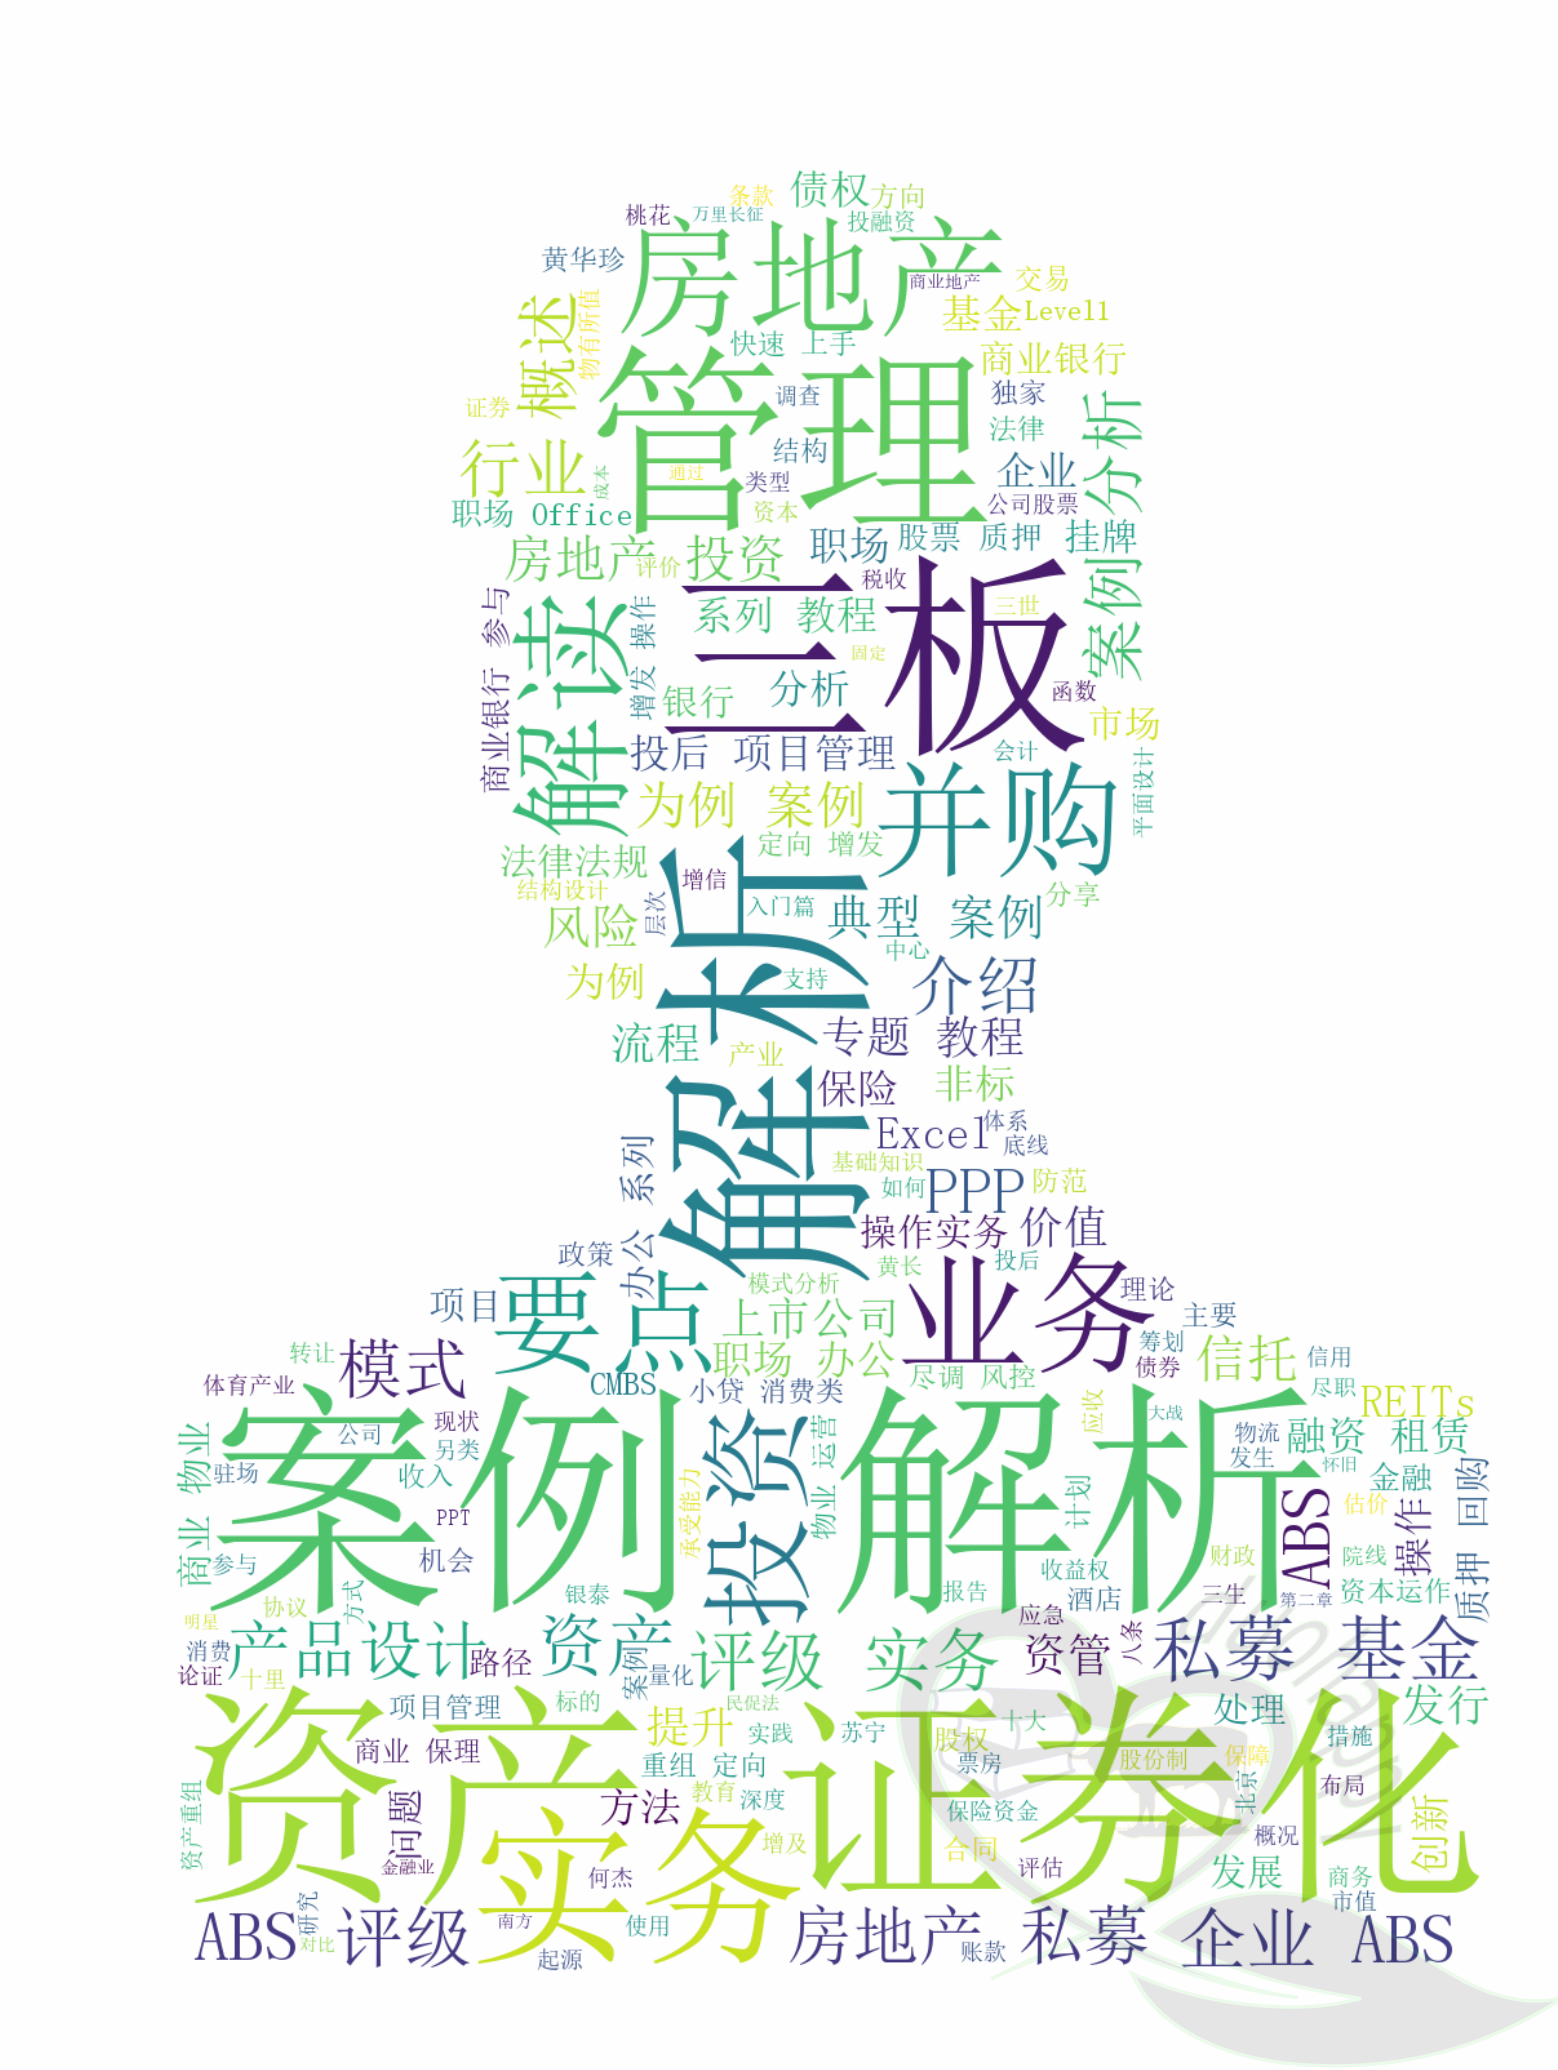 条款 债权 方向
桃花 万里长征 投融资
房地产
黄华珍 商业地产 交易
概述 物有所值 基金 Level1
快速 上手 商业银行
管理
证券 调查 独家
行业 结构 法律 案例 分析
成本 通过 类型 企业
职场 Office 资本 公司股票
职场 股票 质押 挂牌
房地产 投资 评价 税收
三板
商业银行 参与 解读 增发 操作 系列 教程 三世
固定
银行 分析 函数
投后 项目管理 会计 市场
为例 案例 并购 平面设计
法律法规 定向 增发
结构设计 增信 分享
风险 层次 入门篇 典型 案例
中心
为例 支持 介绍
解析
流程 产业 专题 教程
保险 非标
Excel 体系
底线
办公 系列 基础知识
如何 PPP 防范
操作实务 价值
政策 黄长 投后
项目 要点 模式分析 业务 理论
上市公司 主要
转让 模式 职场 办公 筹划 信托 信用
体育产业 CMBS 小贷 消费类 尽调 风控 债券 尽职
REITs
案例 解析
现状 应收 大战
公司 另类 投资 物业 运营 物流 融资 租赁
商业 物业 驻场 收入 发生 怀旧 金融
PPT 承受能力 计划 ABS 估价 操作 质押 回购
参与 机会 收益权 财政 院线
方式 银泰 报告 酒店 三生 第二章 资本运作
明星 协议 应急
消费 产品设计 资产 评级 实务 资管 八条 私募 基金
论证 十里 路径 案例 量化
项目管理 标的 民促法 处理 发行
资产证券化
提升 实践 苏宁 股权 十大 措施
商业 保理 重组 定向 票房 股份制 保障
资产重组 问题 方法 教育 深度 北京 布局
实务 保险资金 创新
金融业 增及 合同 概况
何杰 评估 发展 商务
研究 南方 使用 市值
ABS 评级 房地产 私募 企业 ABS
对比 起源 账款